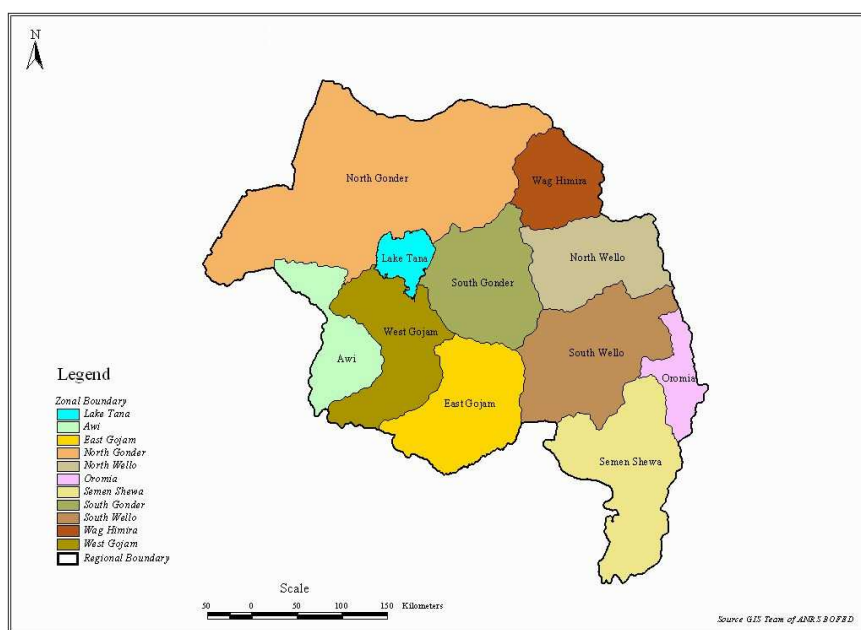 N
North Gonder
Wag Himira
Lake Tana
North Wello
South Gonder
West Gojam
Awi
South Wello
Oromia
East Gojam
Semen Shewa
Legend
Zonal Boundary
Lake Tana
Awi
East Gojam
North Gonder
North Wello
Oromia
Semen Shewa
South Gonder
South Wello
Wag Himira
West Gojam
Regional Boundary
Scale
50 0 50 100 150 Kilometers
Source GIS Team of ANRS BOFED